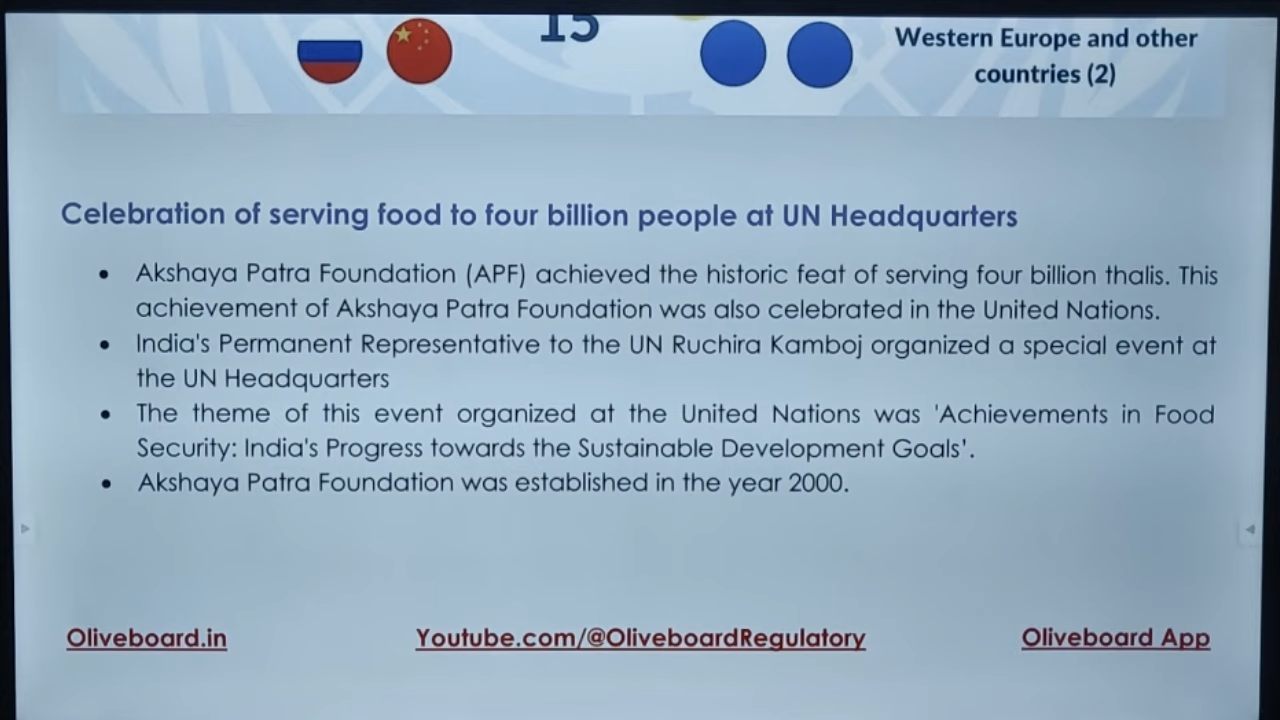 15
Western Europe and other
countries (2)
Celebration of serving food to four billion people at UN Headquarters
• Akshaya Patra Foundation (APF) achieved the historic feat of serving four billion thalis. This
achievement of Akshaya Patra Foundation was also celebrated in the United Nations.
• India's Permanent Representative to the UN Ruchira Kamboj organized a special event at
the UN Headquarters
• The theme of this event organized at the United Nations was 'Achievements in Food
Security: India's Progress towards the Sustainable Development Goals'.
• Akshaya Patra Foundation was established in the year 2000.
Oliveboard.in Youtube.com/@OliveboardRegulatory Oliveboard App